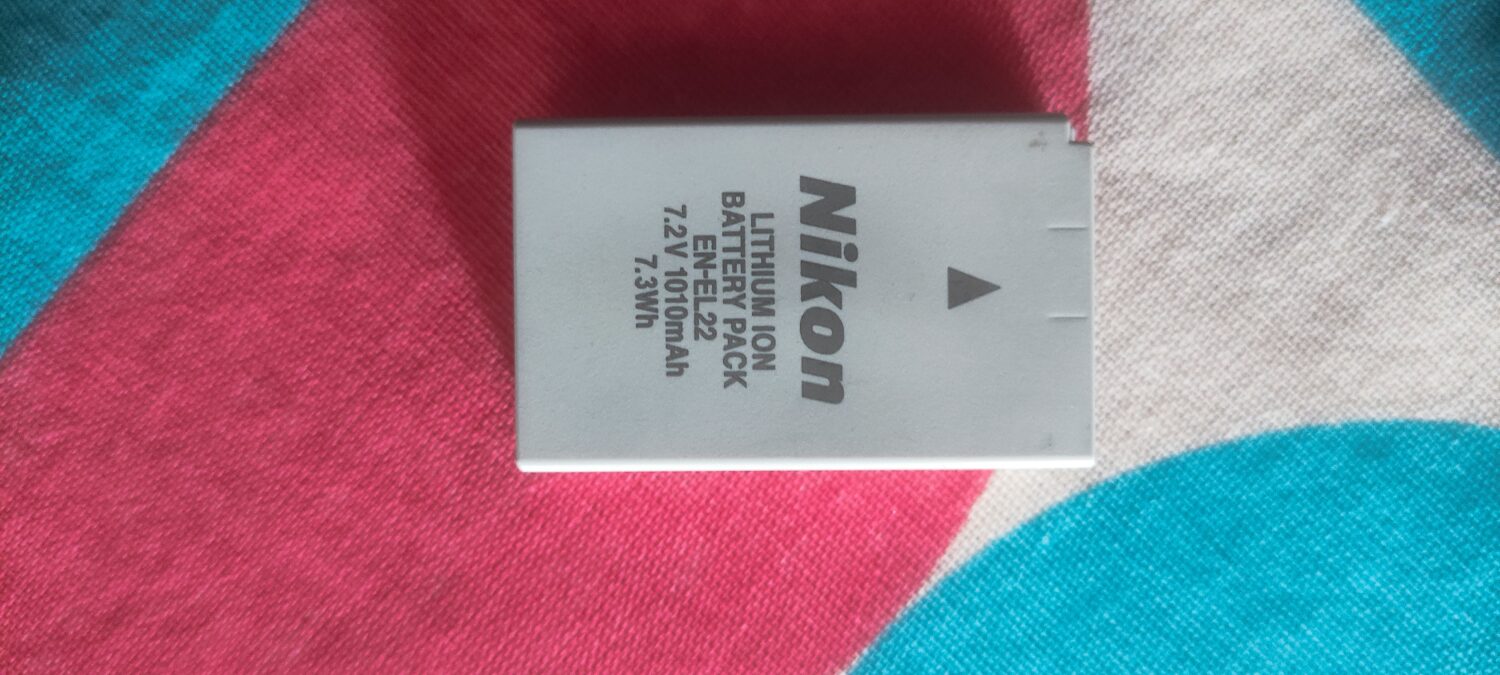 Nikon
LITHIUM ION
BATTERY PACK
EN-EL22
7.2V 1010mAh
7.3Wh